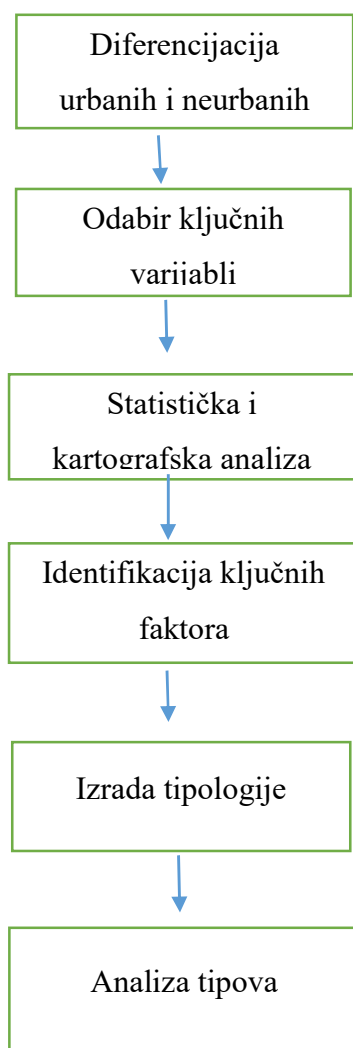 Diferencijacija
urbanih i neurbanih
Odabir ključnih
varijabli
Statistička i
kartografska analiza
Identifikacija ključnih
faktora
Izrada tipologije
Analiza tipova